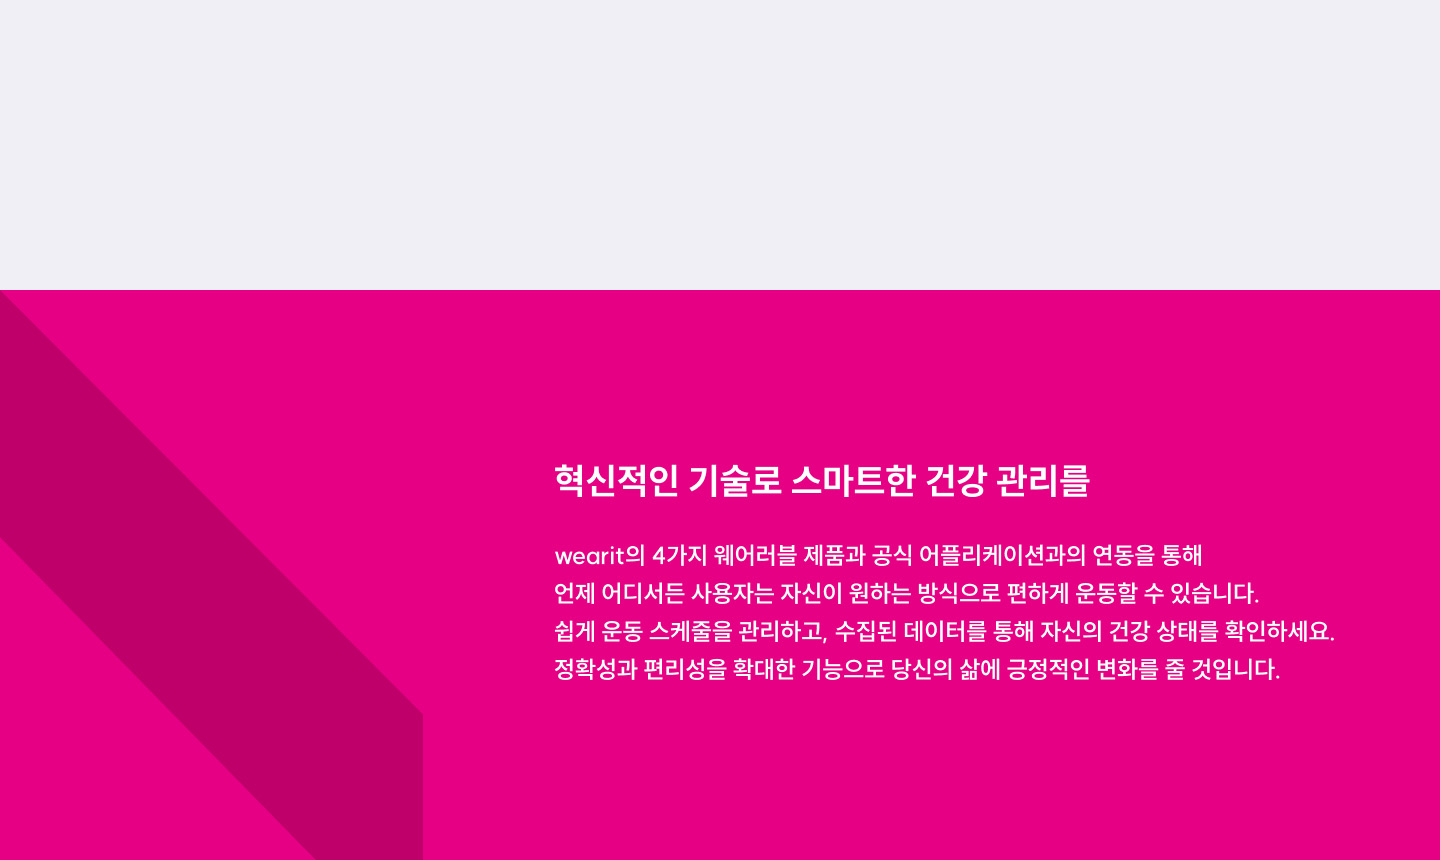 혁신적인 기술로 스마트한 건강 관리를
wearit의 4가지 웨어러블 제품과 공식 어플리케이션과의 연동을 통해
언제 어디서든 사용자는 자신이 원하는 방식으로 편하게 운동할 수 있습니다.
쉽게 운동 스케줄을 관리하고, 수집된 데이터를 통해 자신의 건강 상태를 확인하세요.
정확성과 편리성을 확대한 기능으로 당신의 삶에 긍정적인 변화를 줄 것입니다.